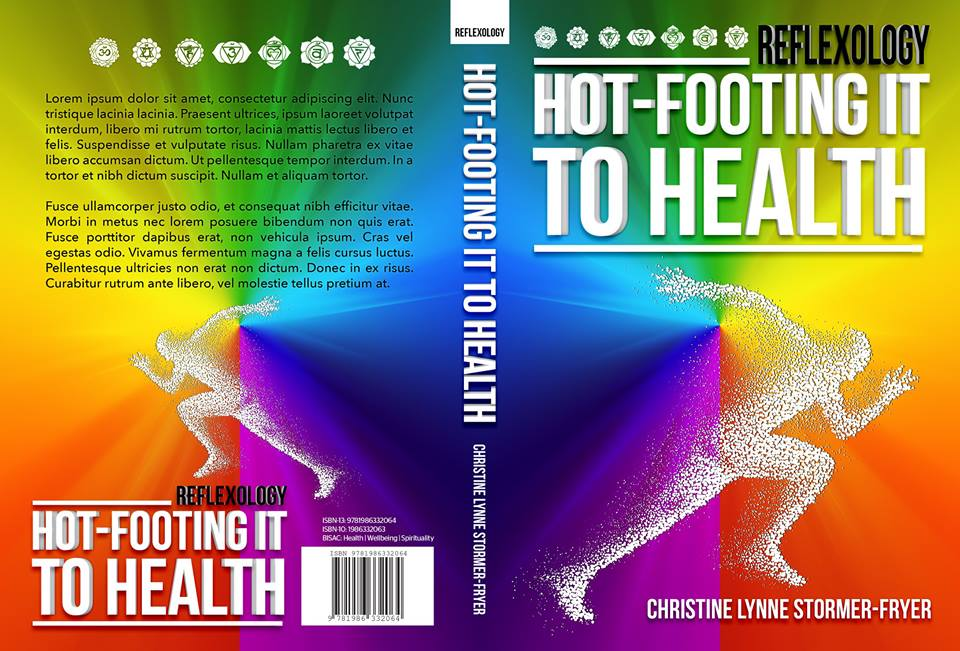 Lorem ipsum dolor sit amet, consectetur adipiscing elit. Nunc
tristique lacinia lacinia. Praesent ultrices, ipsum laoreet volutpat
interdum, libero mi rutrum tortor, lacinia mattis lectus libero et
felis. Suspendisse et vulputate risus. Nullam pharetra ex vitae
libero accumsan dictum. Ut pellentesque tempor interdum. In a
tortor et nibh dictum suscipit. Nullam et aliquam tortor.
Fusce ullamcorper justo odio, et consequat nibh efficitur vitae.
Morbi in metus nec lorem posuere bibendum non quis erat.
Fusce porttitor dapibus erat, non vehicula ipsum. Cras vel
egestas odio. Vivamus fermentum magna a felis cursus luctus.
Pellentesque ultricies non erat non dictum. Donec in ex risus.
Curabitur rutrum ante libero, vel molestie tellus pretium at.
REFLEXOLOGY
HOT-FOOTING IT
TO HEALTH
ISBN-13: 9781986332064
ISBN-10: 1986332063
BISAC: Health | Wellbeing | Spirituality
ISBN 9781986332064
9 781986 332064
REFLEXOLOGY
HOT-FOOTING IT TO HEALTH
CHRISTINE LYNNE STORMER-FRYER
REFLEXOLOGY
HOT-FOOTING IT
TO HEALTH
CHRISTINE LYNNE STORMER-FRYER